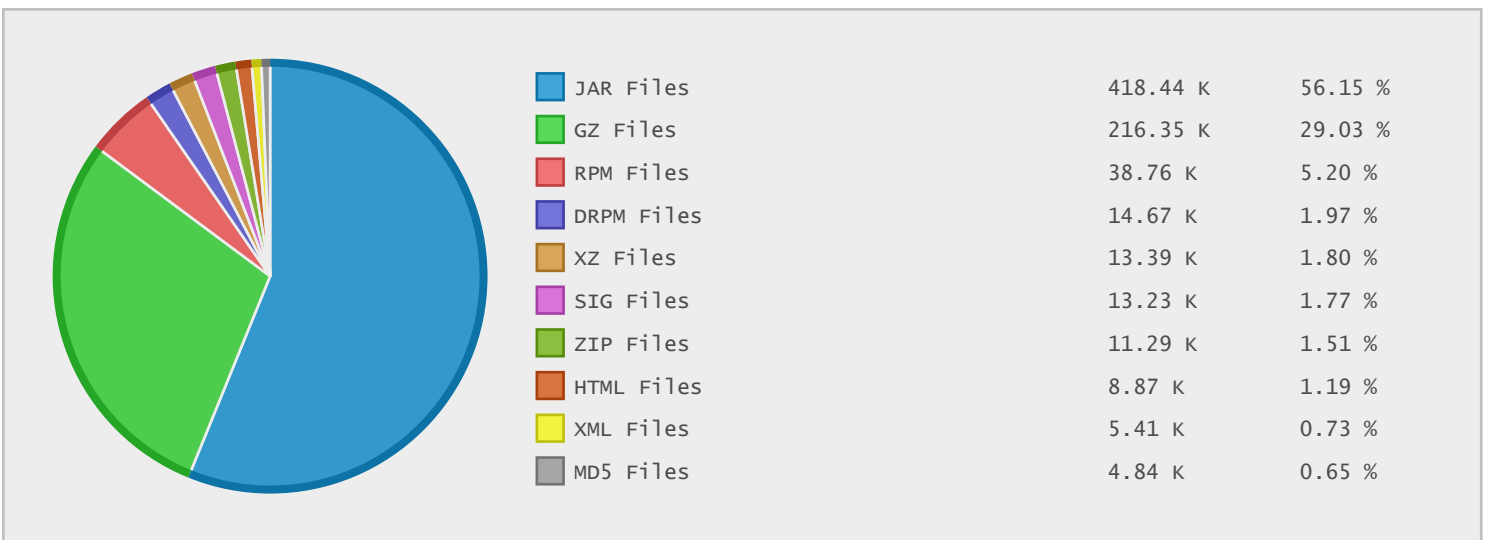 JAR Files 418.44 K 56.15 %
GZ Files 216.35 K 29.03 %
RPM Files 38.76 K 5.20 %
DRPM Files 14.67 K 1.97 %
XZ Files 13.39 K 1.80 %
SIG Files 13.23 K 1.77 %
ZIP Files 11.29 K 1.51 %
HTML Files 8.87 K 1.19 %
XML Files 5.41 K 0.73 %
MD5 Files 4.84 K 0.65 %